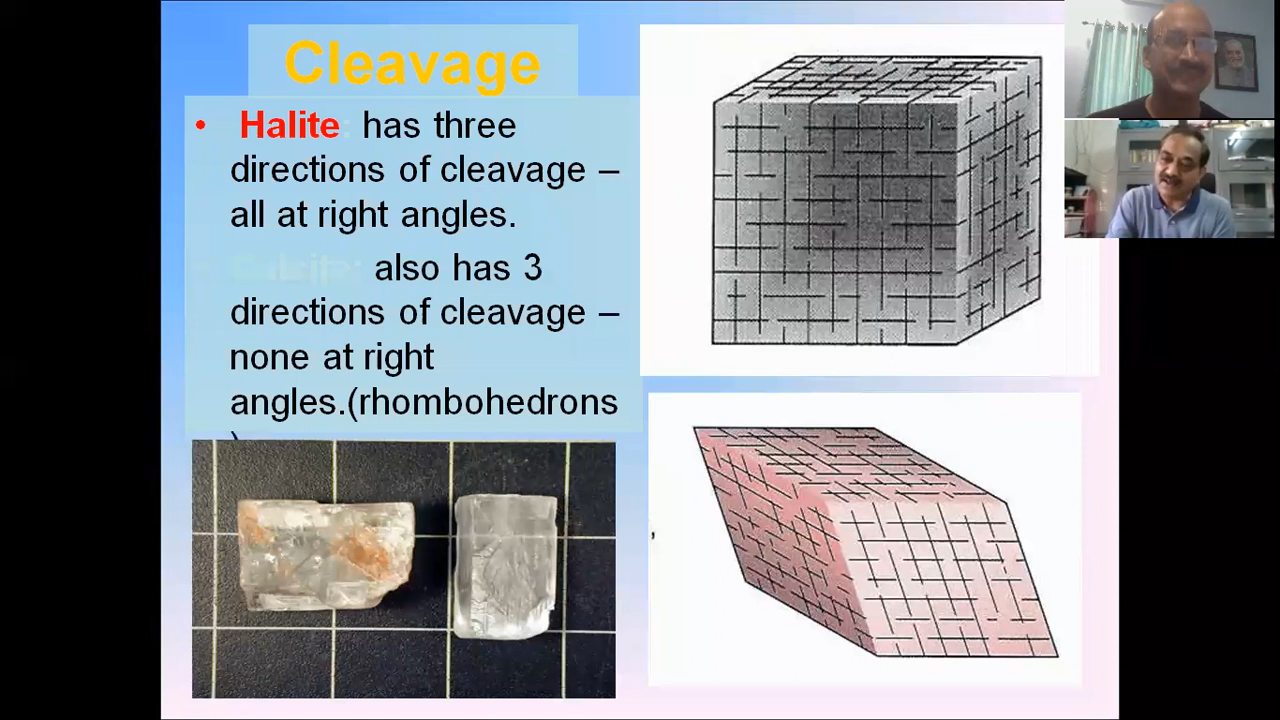 Cleavage
• Halite has three
directions of cleavage –
all at right angles.
Calcite: also has 3
directions of cleavage –
none at right
angles.(rhombohedrons
)